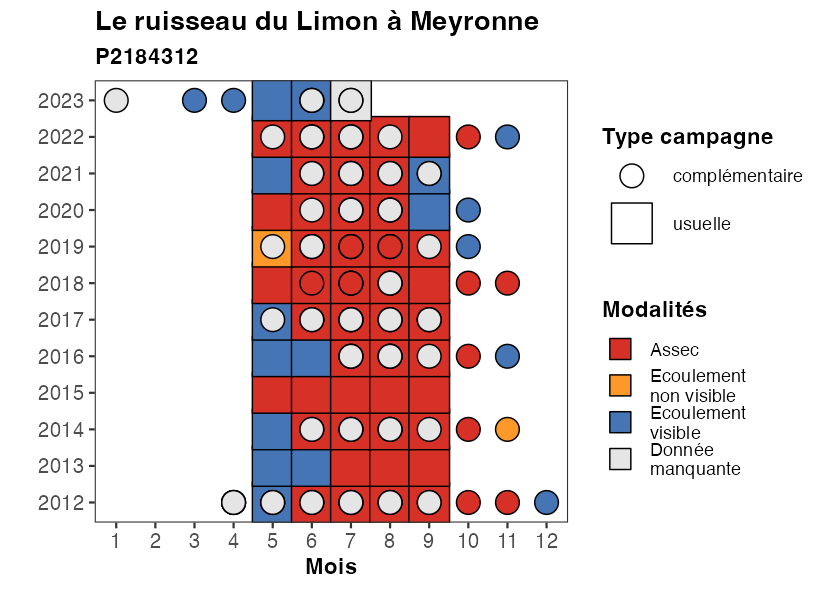 Le ruisseau du Limon à Meyronne
P2184312
2023
2022
2021
2020
2019
2018
2017
2016
2015
2014
2013
2012
1 2 3 4 5 6 7 8 9 10 11 12
Mois
Type campagne
complémentaire
usuelle
Modalités
Assec
Ecoulement
non visible
Ecoulement
visible
Donnée
manquante